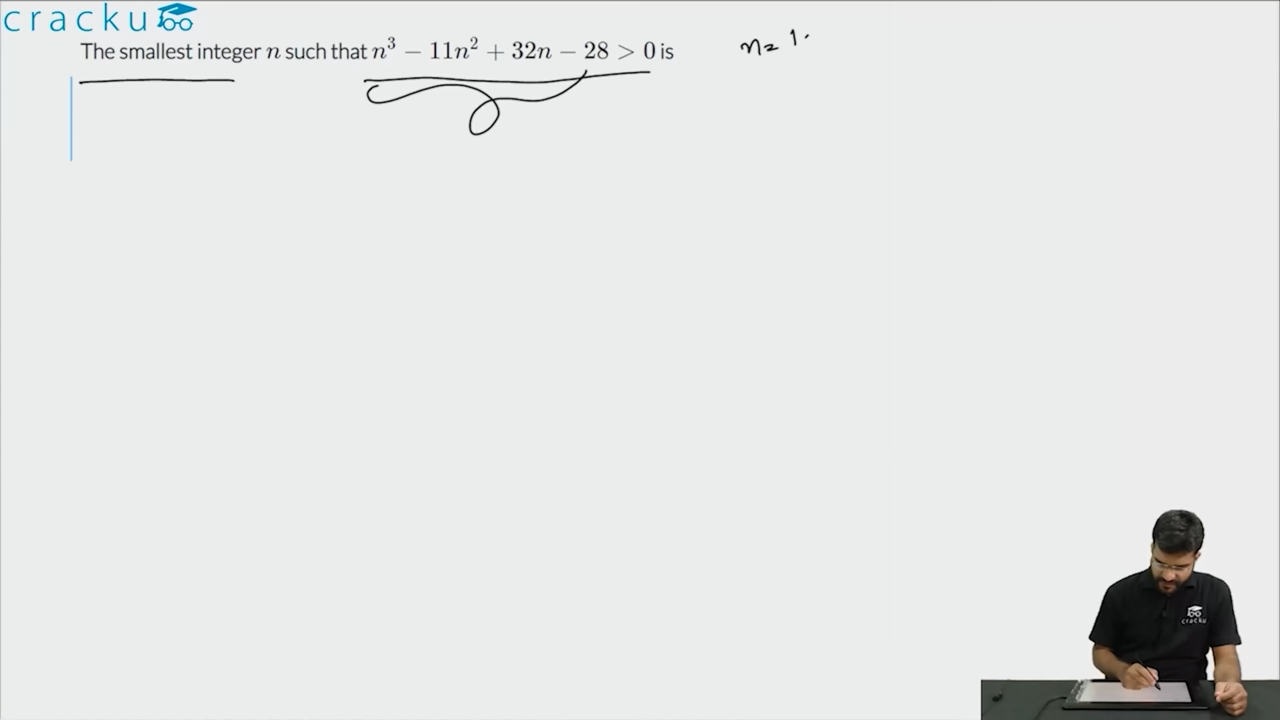 cracku
The smallest integer n such that n³ − 11n² + 32n − 28 > 0 is
n= 1.
cracku